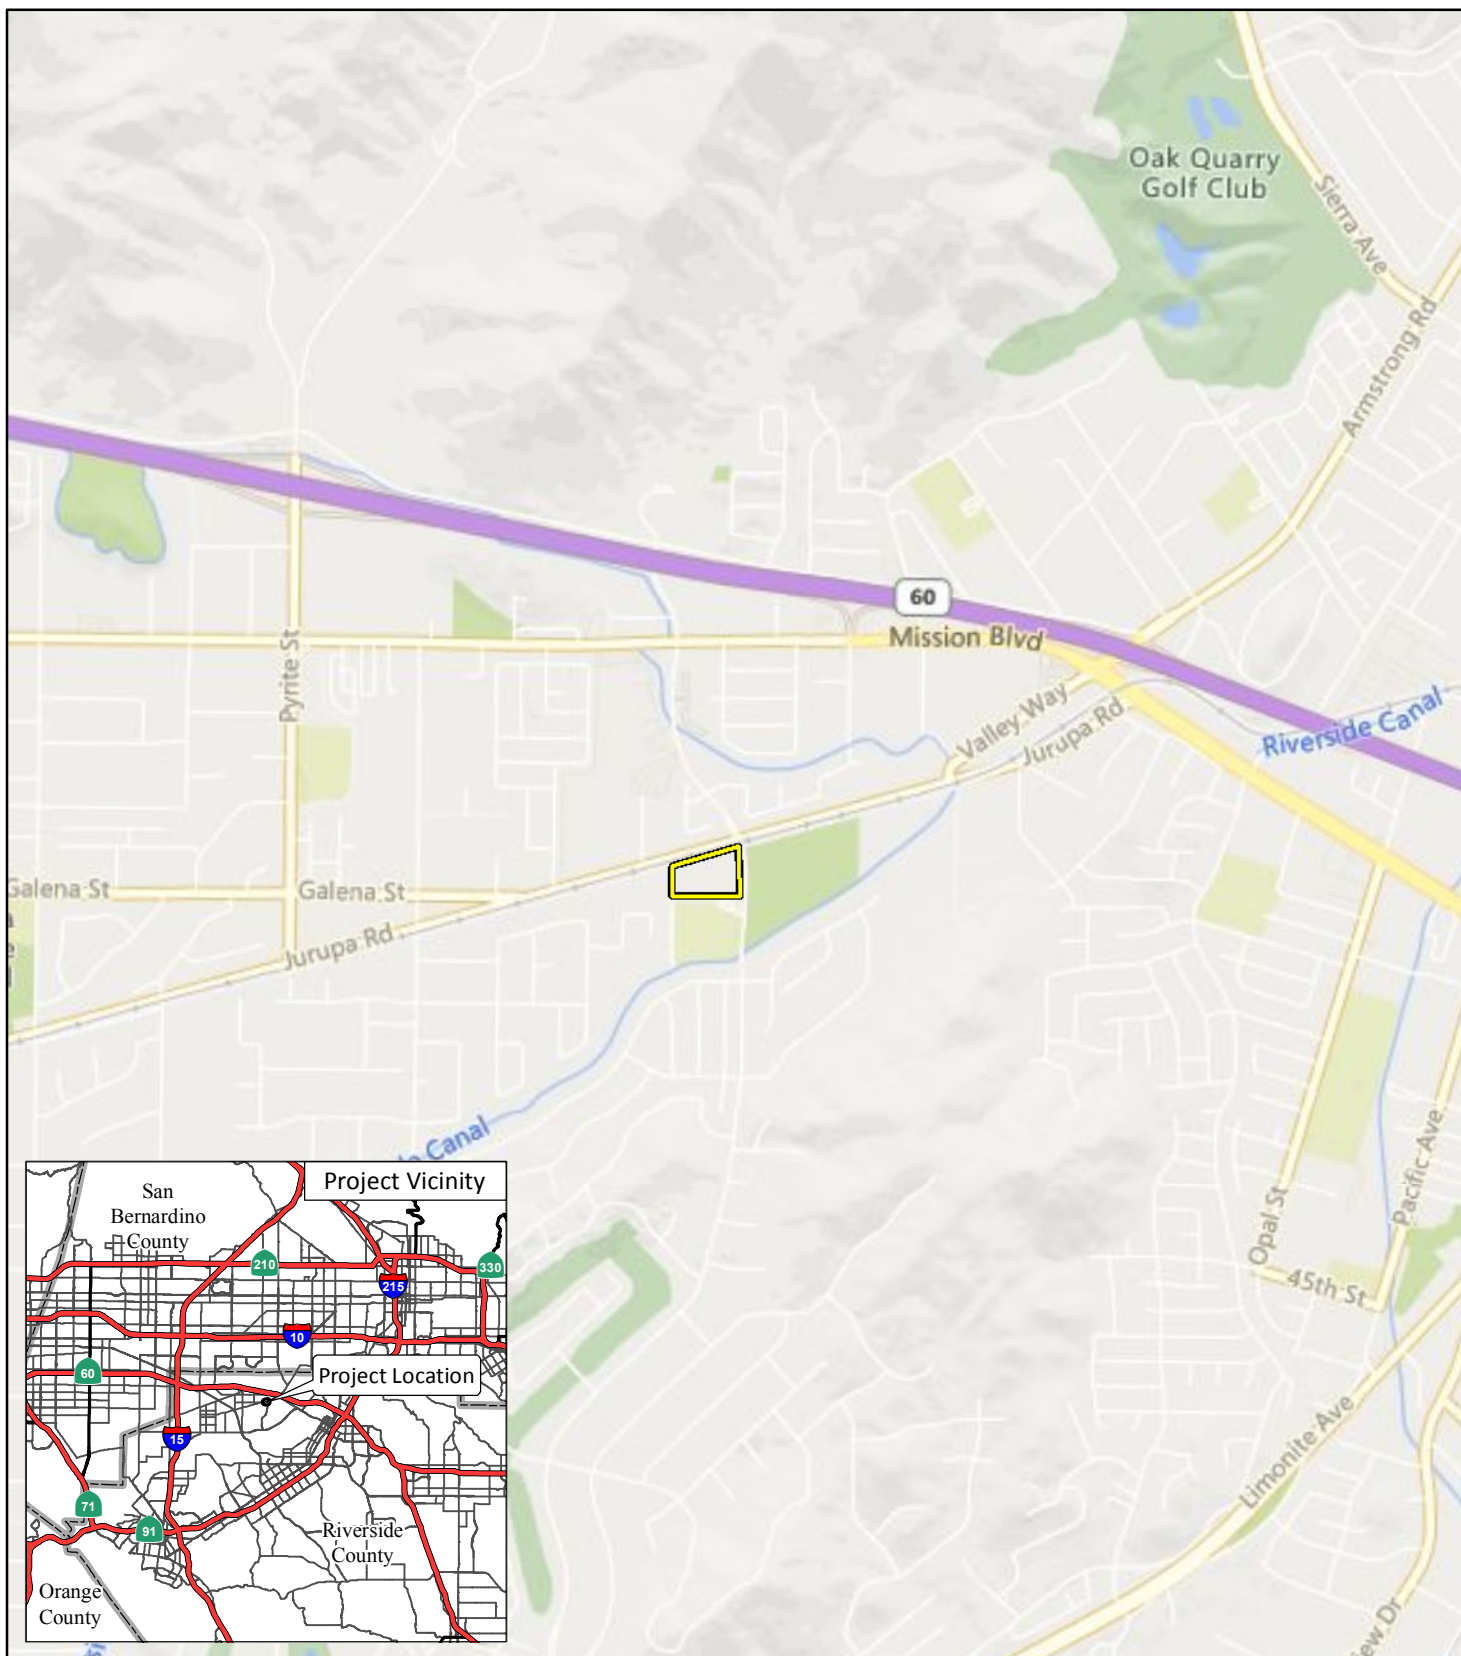 Oak Quarry
Golf Club
Sierra Ave
Armstrong Rd
60
Mission Blvd
Pyrite St
Valley Way
Jurupa Rd
Riverside Canal
Galena St
Galena St
Jurupa Rd
Canal
Opal St
Pacific Ave
45th St
Limonite Ave
Project Vicinity
San
Bernardino
County
210
330
215
10
60
Project Location
15
71
91
Riverside
County
Orange
County